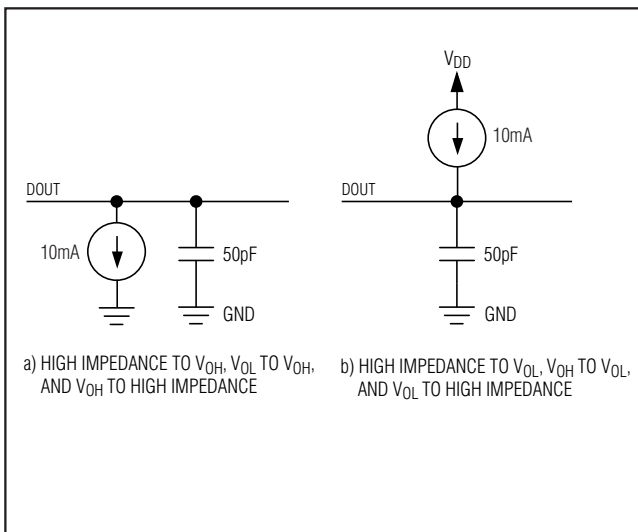 DOUT
10mA
50pF
GND
a) HIGH IMPEDANCE TO VOH, VOL TO VOH,
AND VOH TO HIGH IMPEDANCE
VDD
10mA
DOUT
50pF
GND
b) HIGH IMPEDANCE TO VOL, VOH TO VOL,
AND VOL TO HIGH IMPEDANCE